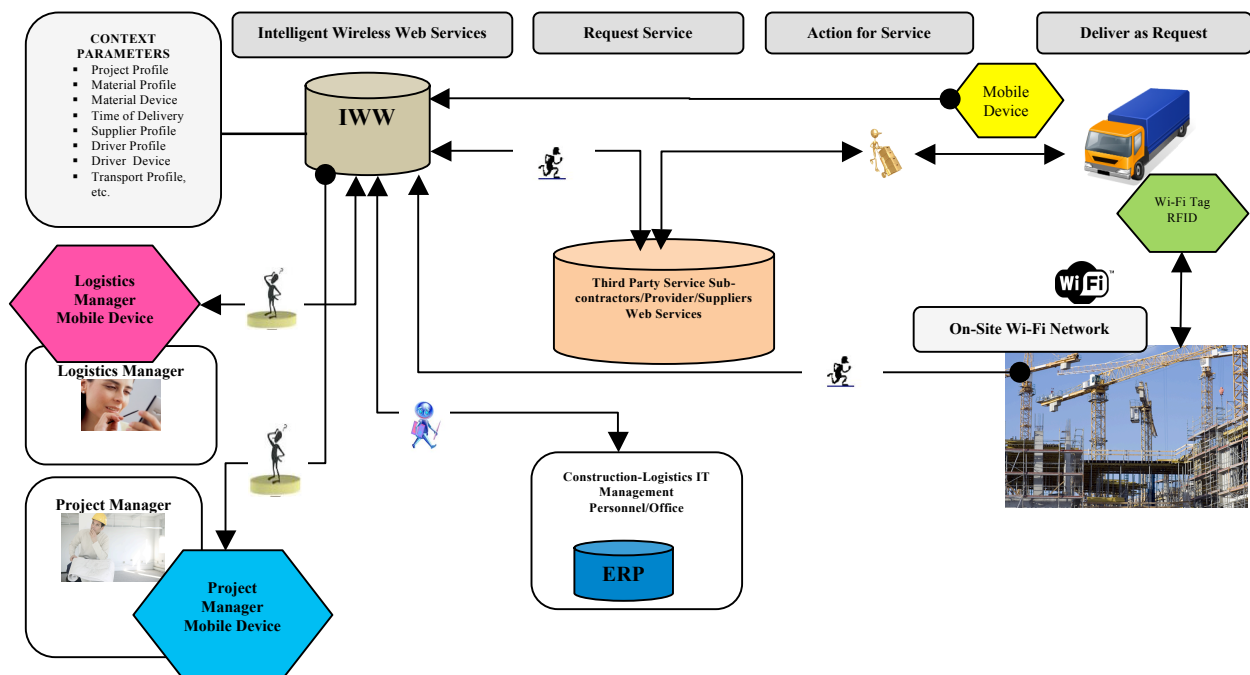 CONTEXT
PARAMETERS
▪ Project Profile
▪ Material Profile
▪ Material Device
▪ Time of Delivery
▪ Supplier Profile
▪ Driver Profile
▪ Driver Device
▪ Transport Profile,
etc.
Intelligent Wireless Web Services
Request Service
Action for Service
Deliver as Request
IWW
Mobile
Device
Wi-Fi Tag
RFID
Logistics
Manager
Mobile Device
Third Party Service Sub-
contractors/Provider/Suppliers
Web Services
Wi Fi™
On-Site Wi-Fi Network
Logistics Manager
Construction-Logistics IT
Management
Personnel/Office
ERP
Project Manager
Project
Manager
Mobile Device